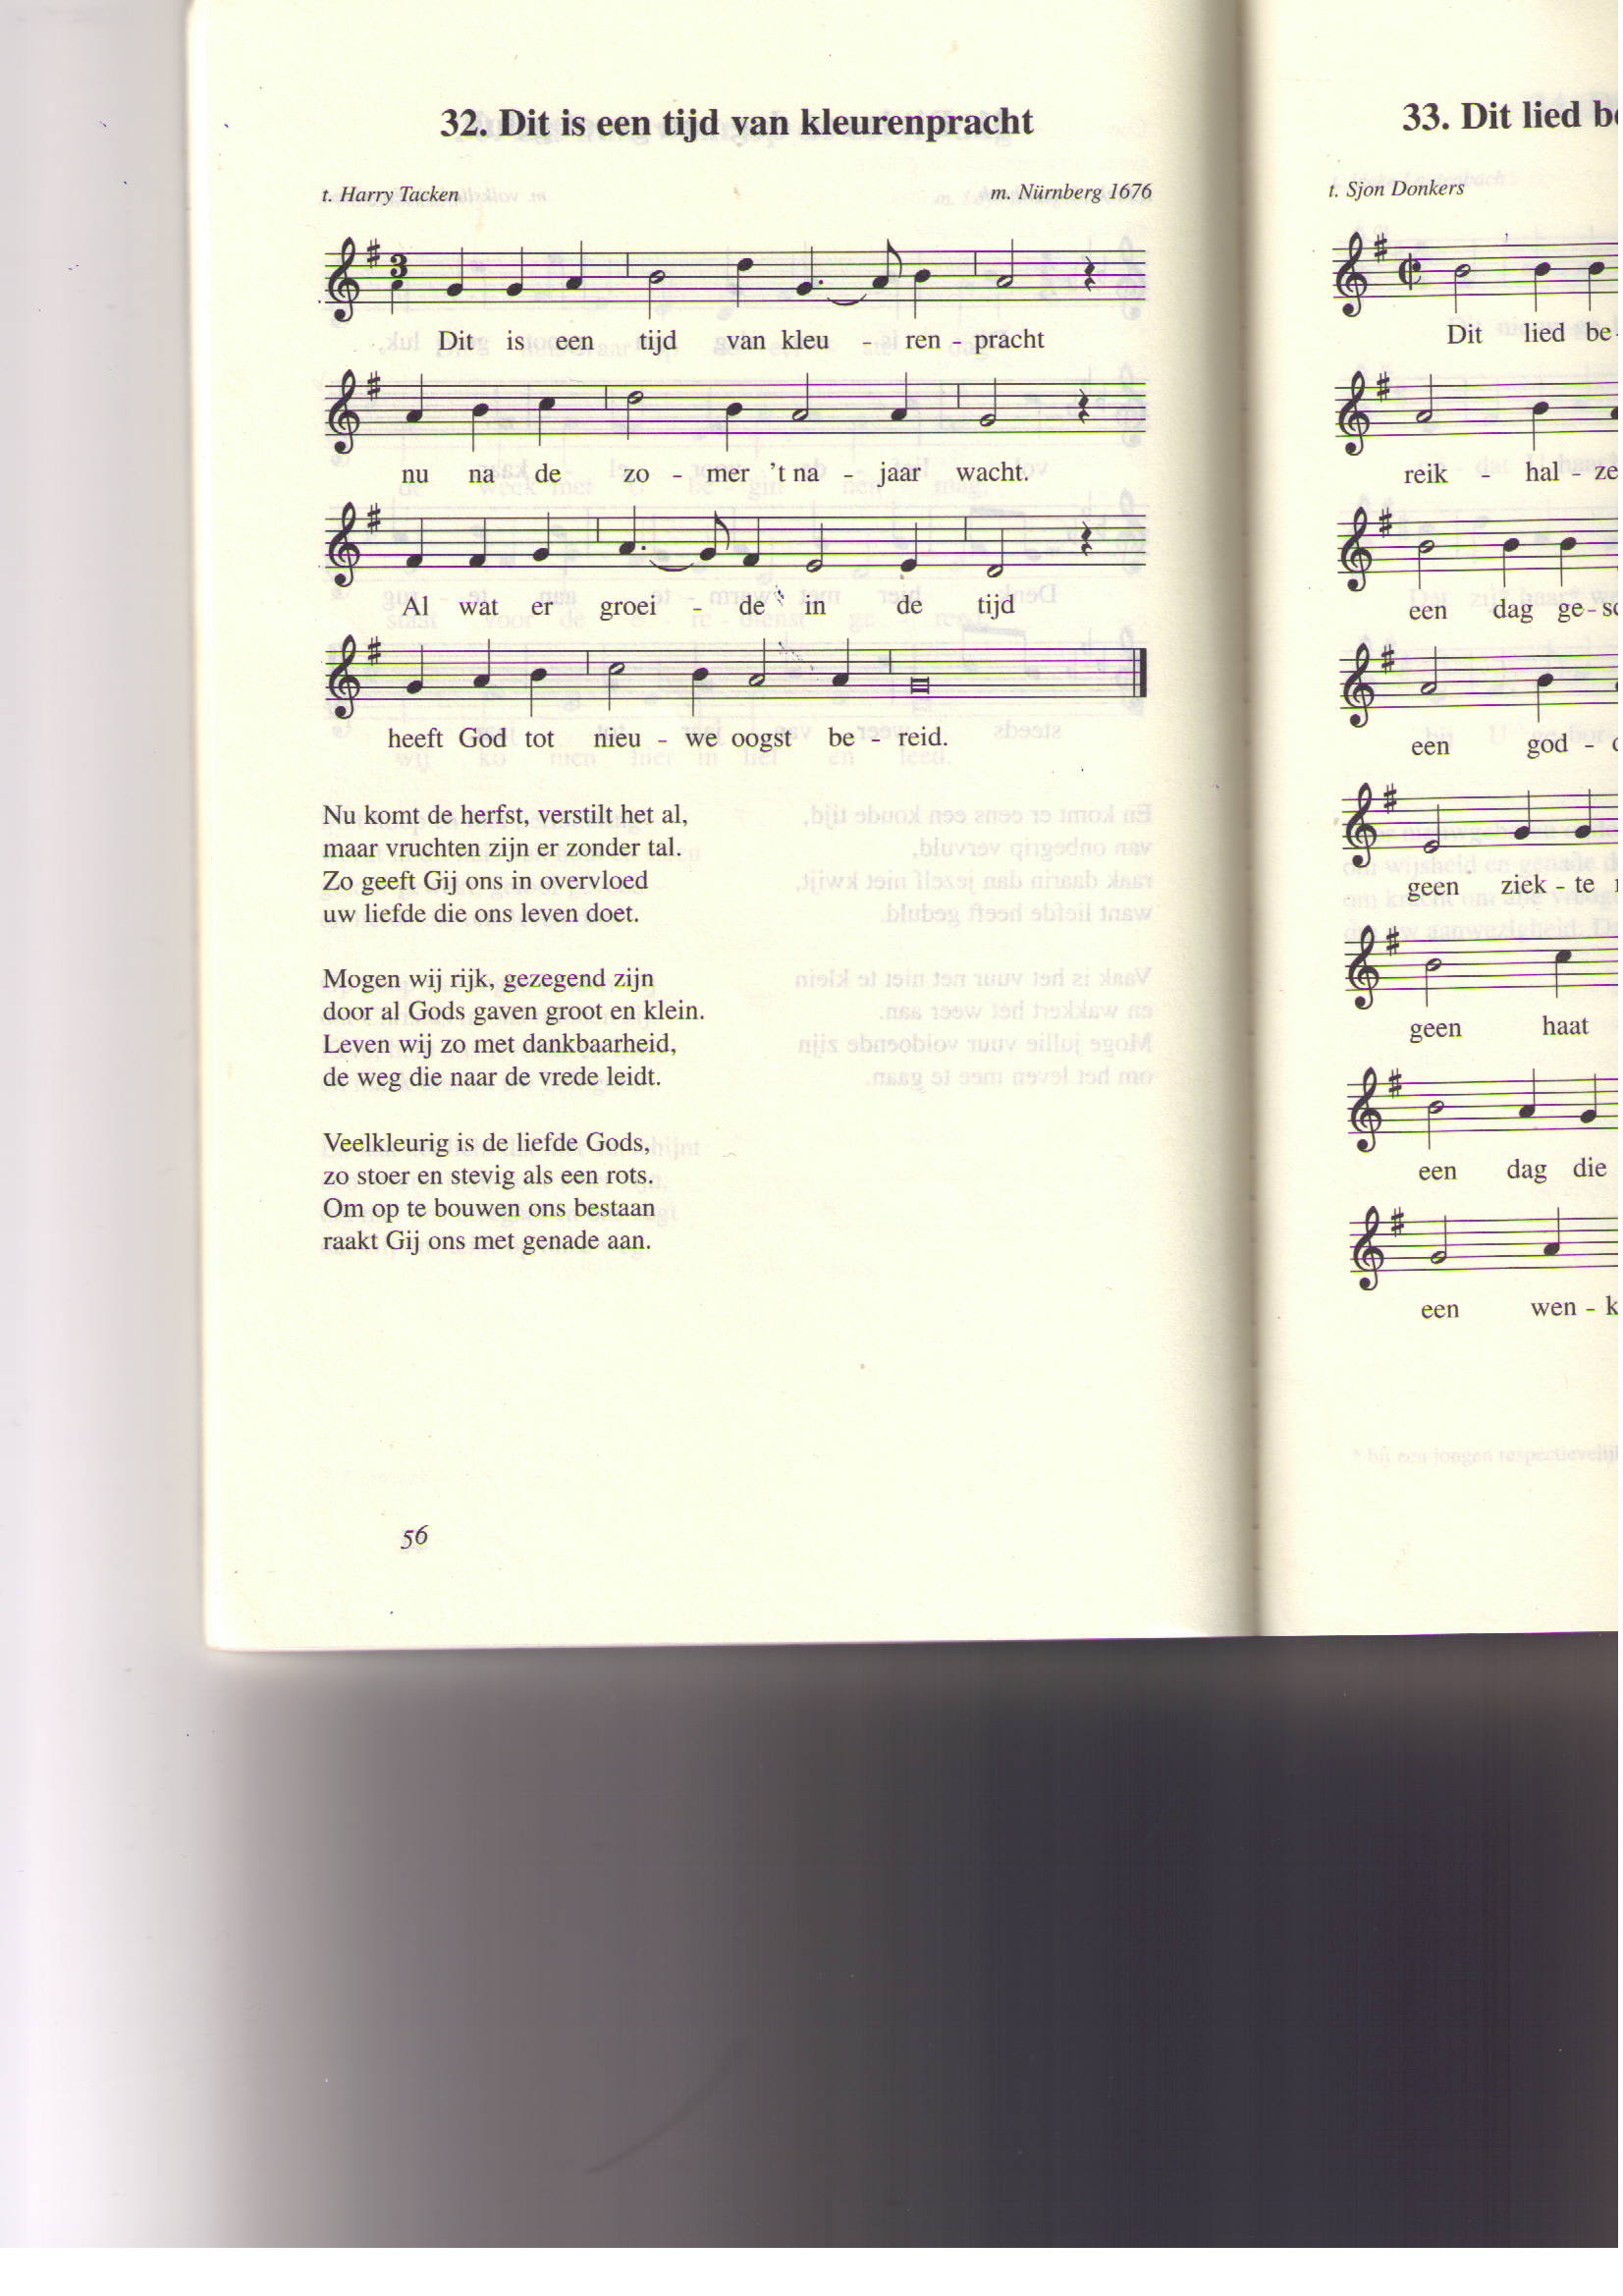 32. Dit is een tijd van kleurenpracht
t. Harry Tacken
m. Nürnberg 1676
Dit is een tijd van kleu - ren - pracht
nu na de zo - mer 't na - jaar wacht.
Al wat er groei - de in de tijd
heeft God tot nieu - we oogst be - reid.
Nu komt de herfst, verstilt het al,
maar vruchten zijn er zonder tal.
Zo geeft Gij ons in overvloed
uw liefde die ons leven doet.
Mogen wij rijk, gezegend zijn
door al Gods gaven groot en klein.
Leven wij zo met dankbaarheid,
de weg die naar de vrede leidt.
Veelkleurig is de liefde Gods,
zo stoer en stevig als een rots.
Om op te bouwen ons bestaan
raakt Gij ons met genade aan.
56
33. Dit lied
t. Sjon Donkers
Dit lied be-
reik - hal - ze
een dag ge-
een god -
geen ziek - te
geen haat
een dag die
een wen -